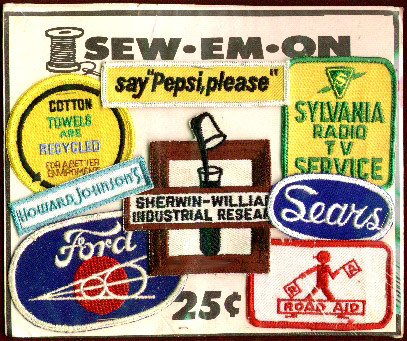 SEW·EM·ON
say "Pepsi, please"
COTTON
TOWELS
ARE
RECYCLED
FOR A BETTER
ENVIRONMENT
SYLVANIA
RADIO
TV
SERVICE
HOWARD JOHNSON'S
SHERWIN-WILLIA
INDUSTRIAL RESEA
Sears
Ford
ROAD AID
25¢